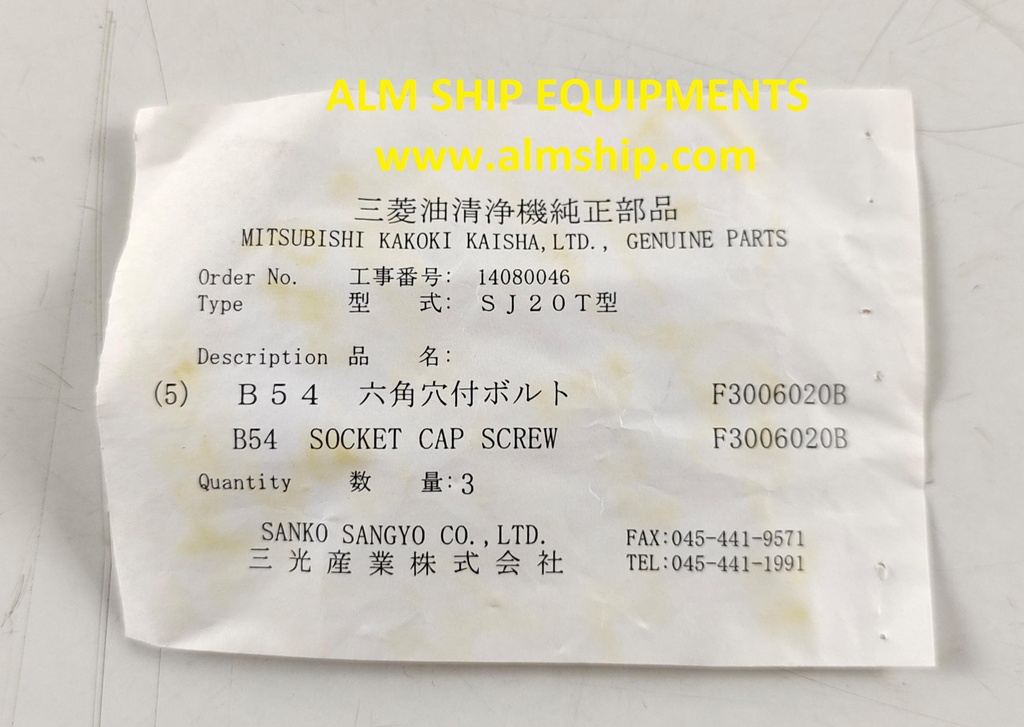 ALM SHIP EQUIPMENTS
www.almship.com
三菱油清浄機純正部品
MITSUBISHI KAKOKI KAISHA,LTD., GENUINE PARTS
Order No. 工事番号: 14080046
Type 型 式: ＳＪ２０Ｔ型
Description 品 名:
(5) Ｂ５４ 六角穴付ボルト F3006020B
B54 SOCKET CAP SCREW F3006020B
Quantity 数 量:3
SANKO SANGYO CO.,LTD. FAX:045-441-9571
三光産業株式会社 TEL:045-441-1991